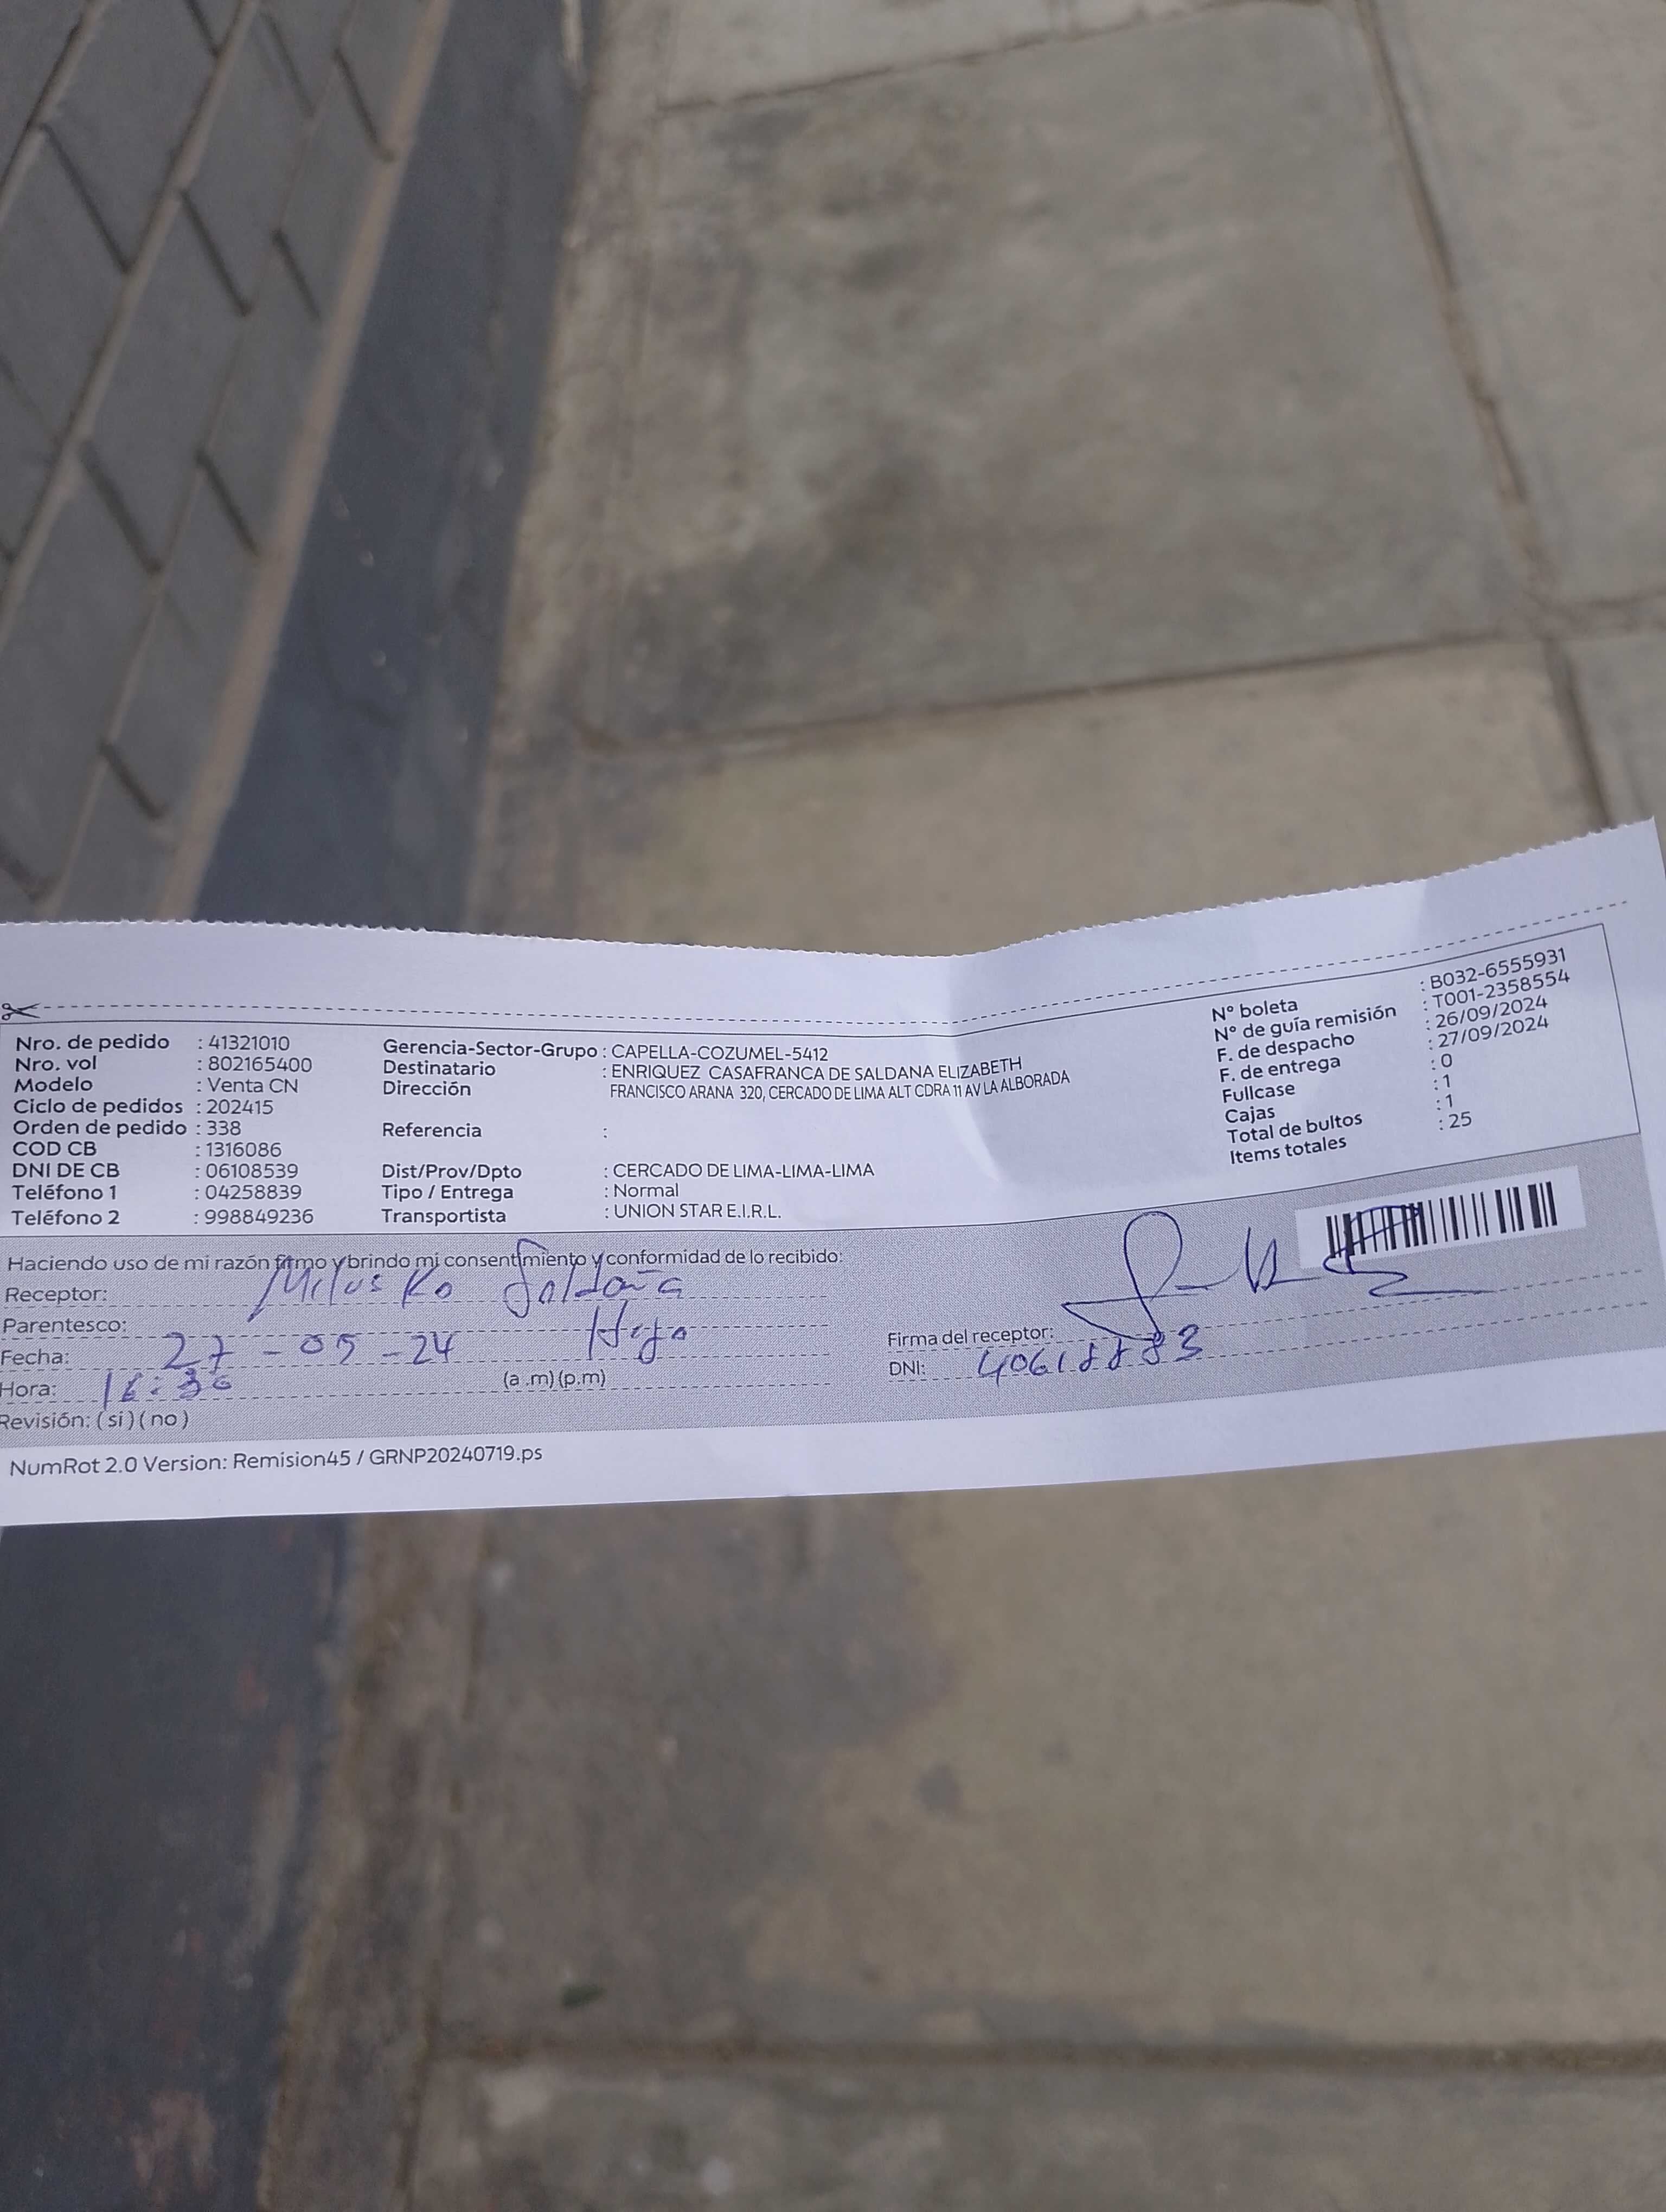 Nro. de pedido : 41321010
Nro. vol : 802165400
Modelo : Venta CN
Ciclo de pedidos : 202415
Orden de pedido : 338
COD CB : 1316086
DNI DE CB : 06108539
Teléfono 1 : 04258839
Teléfono 2 : 998849236
Gerencia-Sector-Grupo : CAPELLA-COZUMEL-5412
Destinatario : ENRIQUEZ CASAFRANCA DE SALDANA ELIZABETH
Dirección FRANCISCO ARANA 320, CERCADO DE LIMA ALT CDRA 11 AV LA ALBORADA
Referencia :
Dist/Prov/Dpto : CERCADO DE LIMA-LIMA-LIMA
Tipo / Entrega : Normal
Transportista : UNION STAR E.I.R.L.
N° boleta : B032-6555931
N° de guía remisión : T001-2358554
F. de despacho : 26/09/2024
F. de entrega : 27/09/2024
Fullcase : 0
Cajas : 1
Total de bultos : 1
Items totales : 25
Haciendo uso de mi razón firmo y brindo mi consentimiento y conformidad de lo recibido:
Receptor: Milusko Saldaña
Parentesco: Hija
Fecha: 27-09-24
Hora: 16:36 (a .m) (p.m)
Revisión: ( si ) ( no )
Firma del receptor:
DNI: 40618883
NumRot 2.0 Version: Remísion45 / GRNP20240719.ps